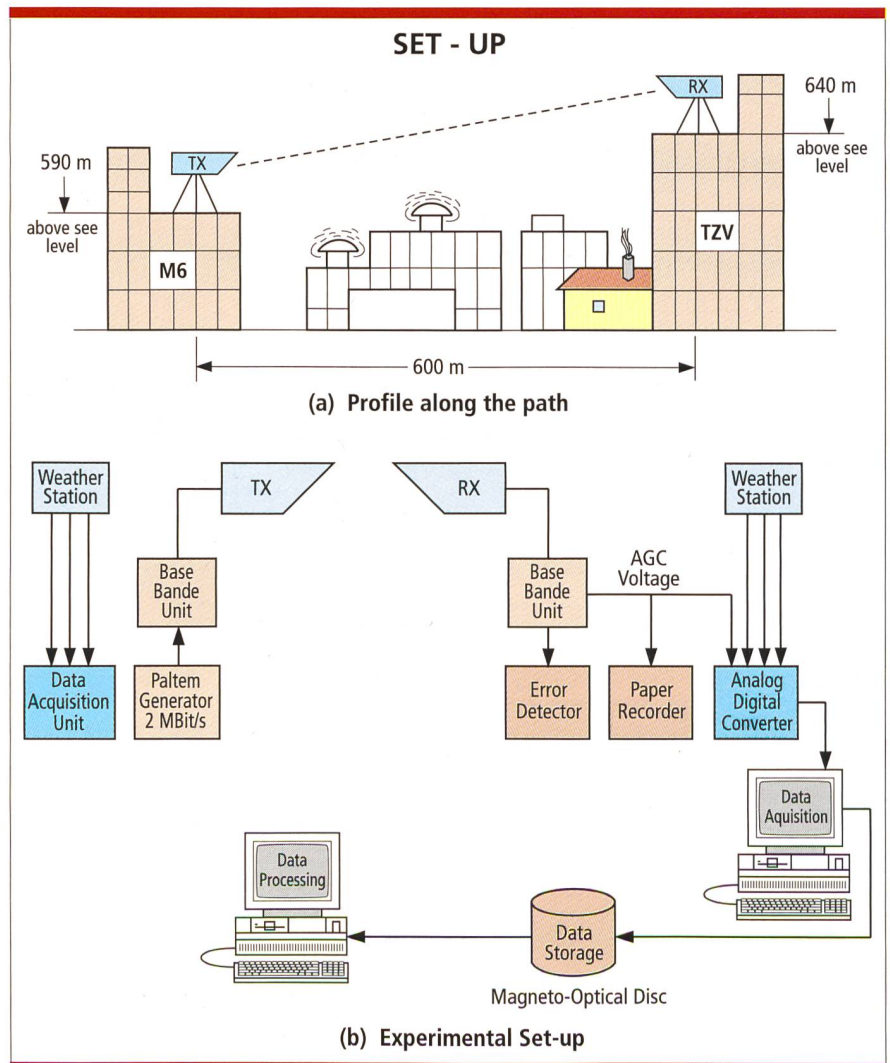 SET - UP
590 m
above see
level
TX
M6
RX
640 m
above see
level
TZV
600 m
(a) Profile along the path
Weather
Station
TX
RX
Weather
Station
Base
Bande
Unit
Base
Bande
Unit
AGC
Voltage
Data
Acquisition
Unit
Paltem
Generator
2 MBit/s
Error
Detector
Paper
Recorder
Analog
Digital
Converter
Data
Aquisition
Data
Processing
Data
Storage
Magneto-Optical Disc
(b) Experimental Set-up